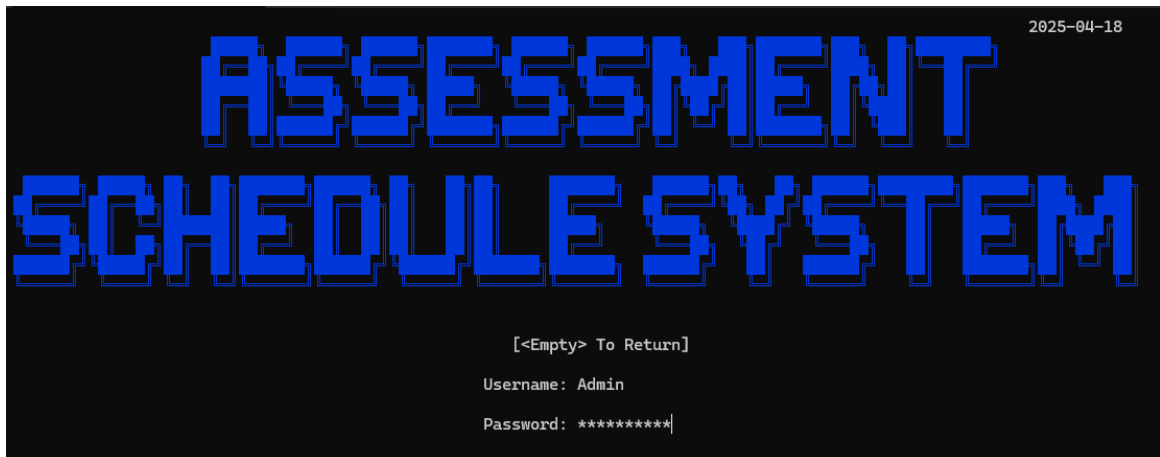 2025-04-18
ASSESSMENT
SCHEDULE SYSTEM
[<Empty> To Return]
Username: Admin
Password: **********